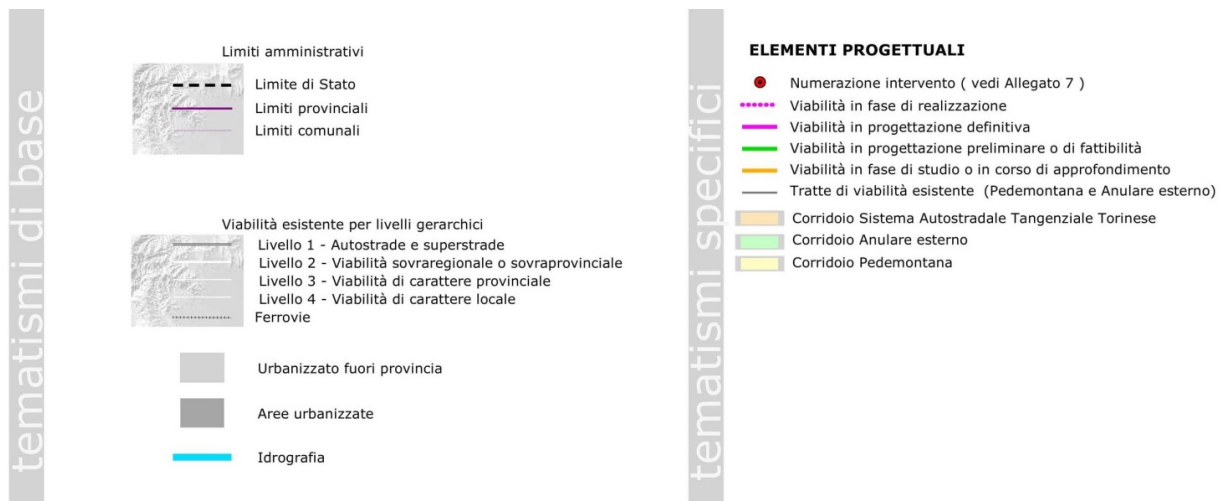 tematismi di base
Limiti amministrativi
Limite di Stato
Limiti provinciali
Limiti comunali
Viabilità esistente per livelli gerarchici
Livello 1 - Autostrade e superstrade
Livello 2 - Viabilità sovraregionale o sovraprovinciale
Livello 3 - Viabilità di carattere provinciale
Livello 4 - Viabilità di carattere locale
Ferrovie
Urbanizzato fuori provincia
Aree urbanizzate
Idrografia
tematismi specifici
ELEMENTI PROGETTUALI
Numerazione intervento ( vedi Allegato 7 )
Viabilità in fase di realizzazione
Viabilità in progettazione definitiva
Viabilità in progettazione preliminare o di fattibilità
Viabilità in fase di studio o in corso di approfondimento
Tratte di viabilità esistente (Pedemontana e Anulare esterno)
Corridoio Sistema Autostradale Tangenziale Torinese
Corridoio Anulare esterno
Corridoio Pedemontana